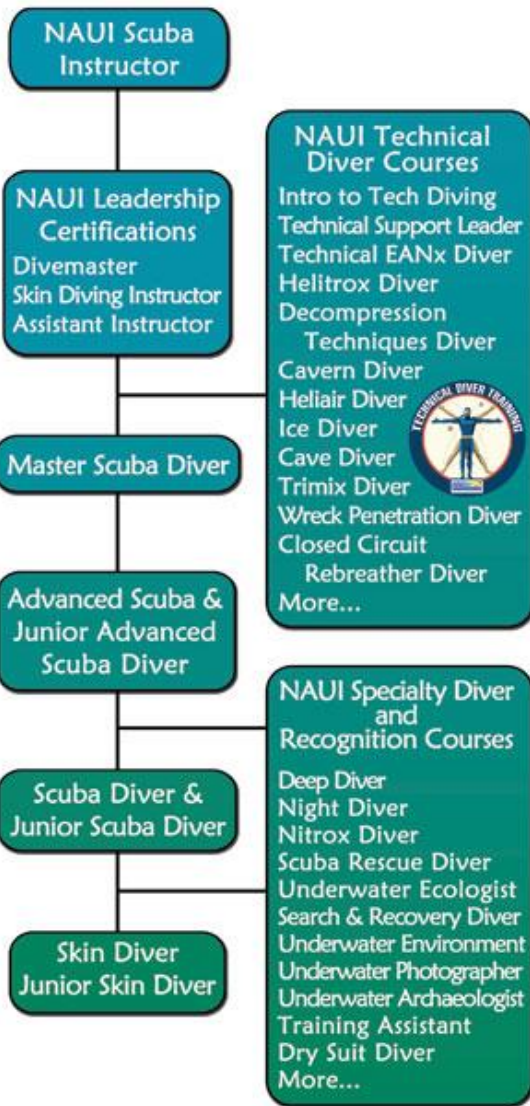 NAUI Scuba
Instructor
NAUI Leadership
Certifications
Divemaster
Skin Diving Instructor
Assistant Instructor
Master Scuba Diver
Advanced Scuba &
Junior Advanced
Scuba Diver
Scuba Diver &
Junior Scuba Diver
Skin Diver
Junior Skin Diver
NAUI Technical
Diver Courses
Intro to Tech Diving
Technical Support Leader
Technical EANx Diver
Helitrox Diver
Decompression
Techniques Diver
Cavern Diver
Heliair Diver
Ice Diver
Cave Diver
Trimix Diver
Wreck Penetration Diver
Closed Circuit
Rebreather Diver
More...
TECHNICAL DIVER TRAINING
NAUI Specialty Diver
and
Recognition Courses
Deep Diver
Night Diver
Nitrox Diver
Scuba Rescue Diver
Underwater Ecologist
Search & Recovery Diver
Underwater Environment
Underwater Photographer
Underwater Archaeologist
Training Assistant
Dry Suit Diver
More...